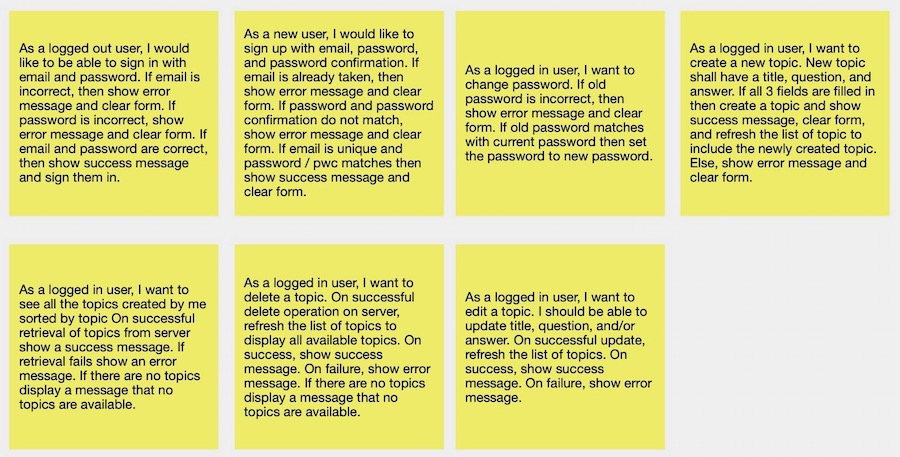 As a logged out user, I would
like to be able to sign in with
email and password. If email is
incorrect, then show error
message and clear form. If
password is incorrect, show
error message and clear form. If
email and password are correct,
then show success message
and sign them in.
As a new user, I would like to
sign up with email, password,
and password confirmation. If
email is already taken, then
show error message and clear
form. If password and password
confirmation do not match,
show error message and clear
form. If email is unique and
password / pwc matches then
show success message and
clear form.
As a logged in user, I want to
change password. If old
password is incorrect, then
show error message and clear
form. If old password matches
with current password then set
the password to new password.
As a logged in user, I want to
create a new topic. New topic
shall have a title, question, and
answer. If all 3 fields are filled in
then create a topic and show
success message, clear form,
and refresh the list of topic to
include the newly created topic.
Else, show error message and
clear form.
As a logged in user, I want to
see all the topics created by me
sorted by topic On successful
retrieval of topics from server
show a success message. If
retrieval fails show an error
message. If there are no topics
display a message that no
topics are available.
As a logged in user, I want to
delete a topic. On successful
delete operation on server,
refresh the list of topics to
display all available topics. On
success, show success
message. On failure, show error
message. If there are no topics
display a message that no
topics are available.
As a logged in user, I want to
edit a topic. I should be able to
update title, question, and/or
answer. On successful update,
refresh the list of topics. On
success, show success
message. On failure, show error
message.